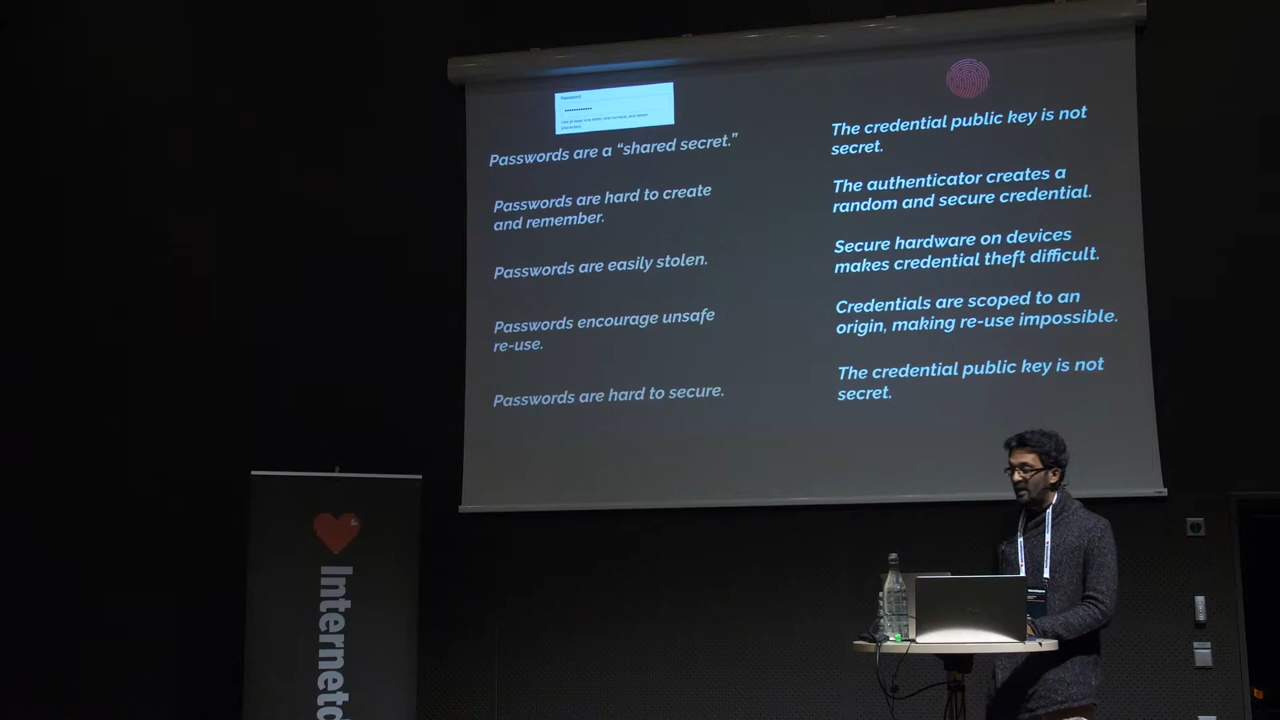 Password
Passwords are a “shared secret.”
Passwords are hard to create
and remember.
Passwords are easily stolen.
Passwords encourage unsafe
re-use.
Passwords are hard to secure.
The credential public key is not
secret.
The authenticator creates a
random and secure credential.
Secure hardware on devices
makes credential theft difficult.
Credentials are scoped to an
origin, making re-use impossible.
The credential public key is not
secret.
Internetd